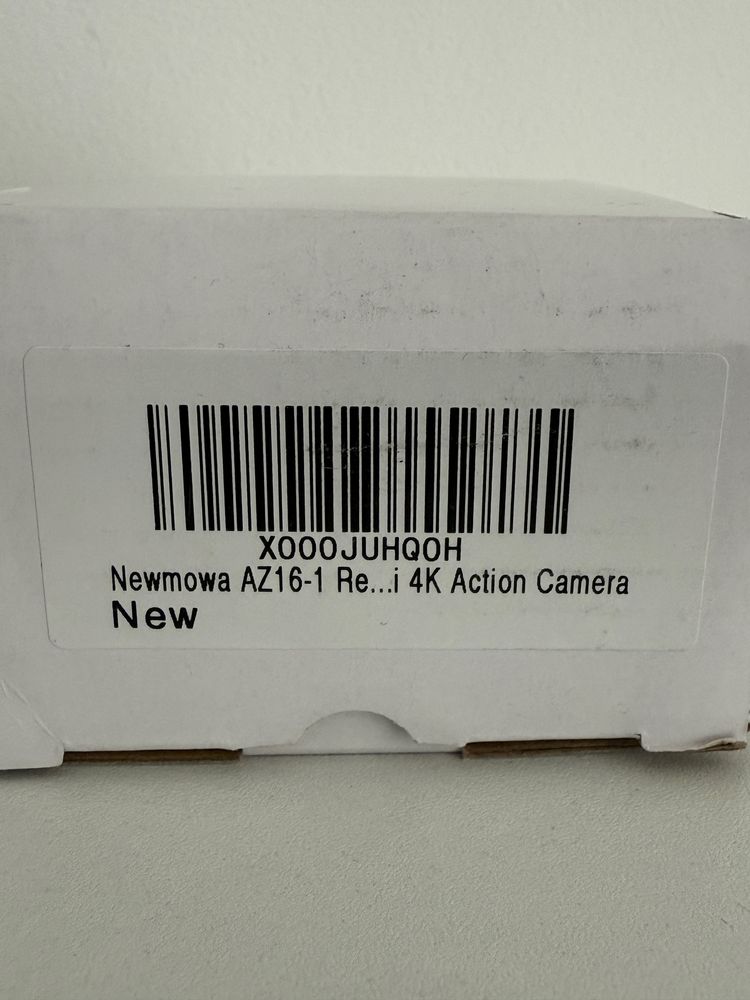 X000JUHQ0H
Newmowa AZ16-1 Re...i 4K Action Camera
New